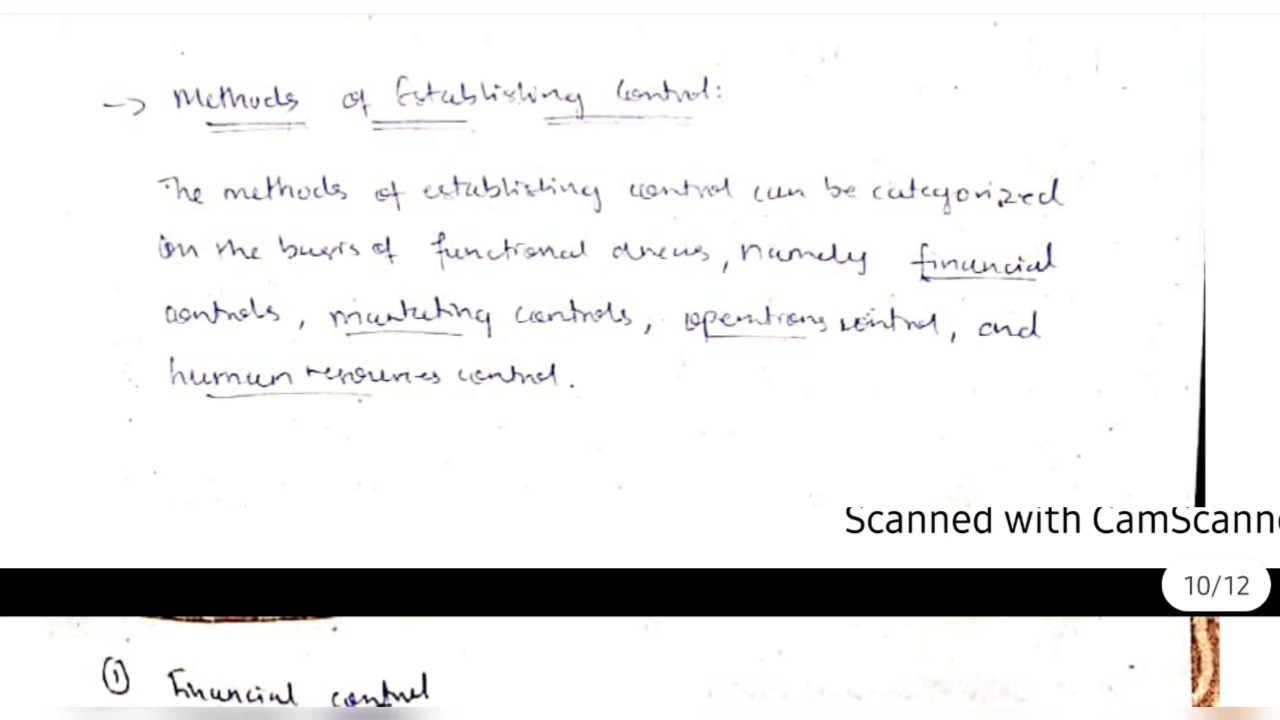 → Methods of Establishing Control:
The methods of establishing control can be categorized
on the basis of functional areas, namely financial
controls, marketing controls, operations control, and
human resources control.
Scanned with CamScanne
10/12
① Financial control